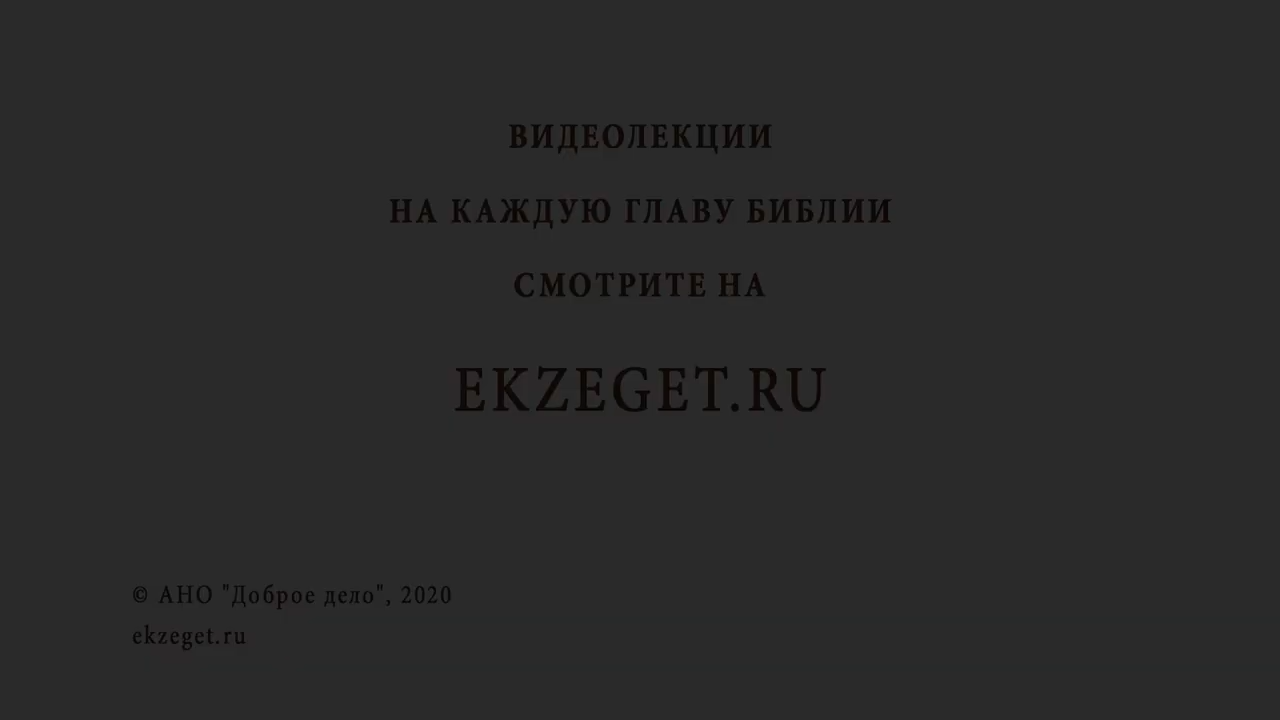 ВИДЕОЛЕКЦИИ
НА КАЖДУЮ ГЛАВУ БИБЛИИ
СМОТРИТЕ НА
EKZEGET.RU
© АНО "Доброе дело", 2020
ekzeget.ru